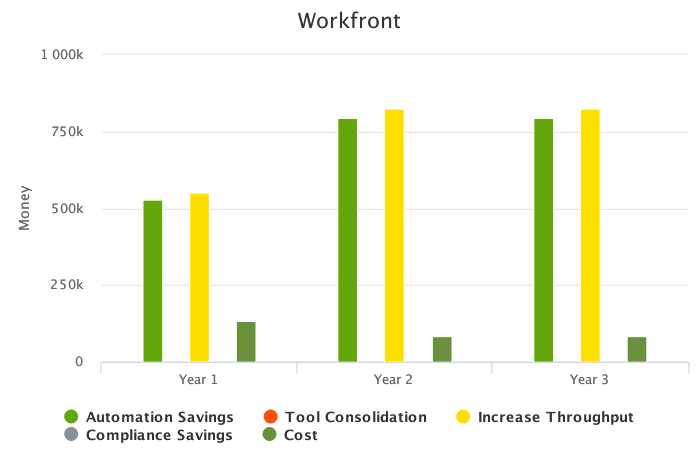 Workfront
1 000k
750k
500k
250k
0
Money
Year 1 Year 2 Year 3
Automation Savings Tool Consolidation Increase Throughput
Compliance Savings Cost